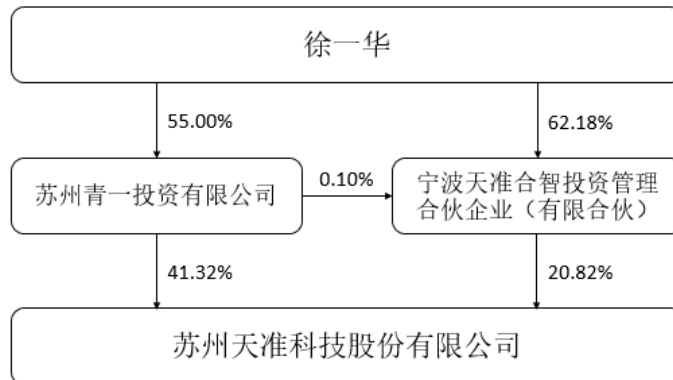 徐一华
55.00%
62.18%
苏州青一投资有限公司
0.10%
宁波天准合智投资管理
合伙企业（有限合伙）
41.32%
20.82%
苏州天准科技股份有限公司